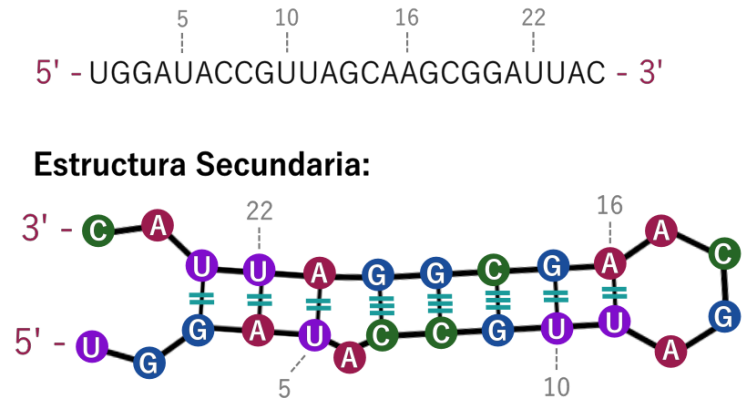 5 10 16 22
5' - UGGAUACCGUUAGCAAGCGGAUUAC - 3'
Estructura Secundaria:
22 16
3' - C A U U A G G C G A A C
G
5' - U G G A U A C C G U U A
5 10